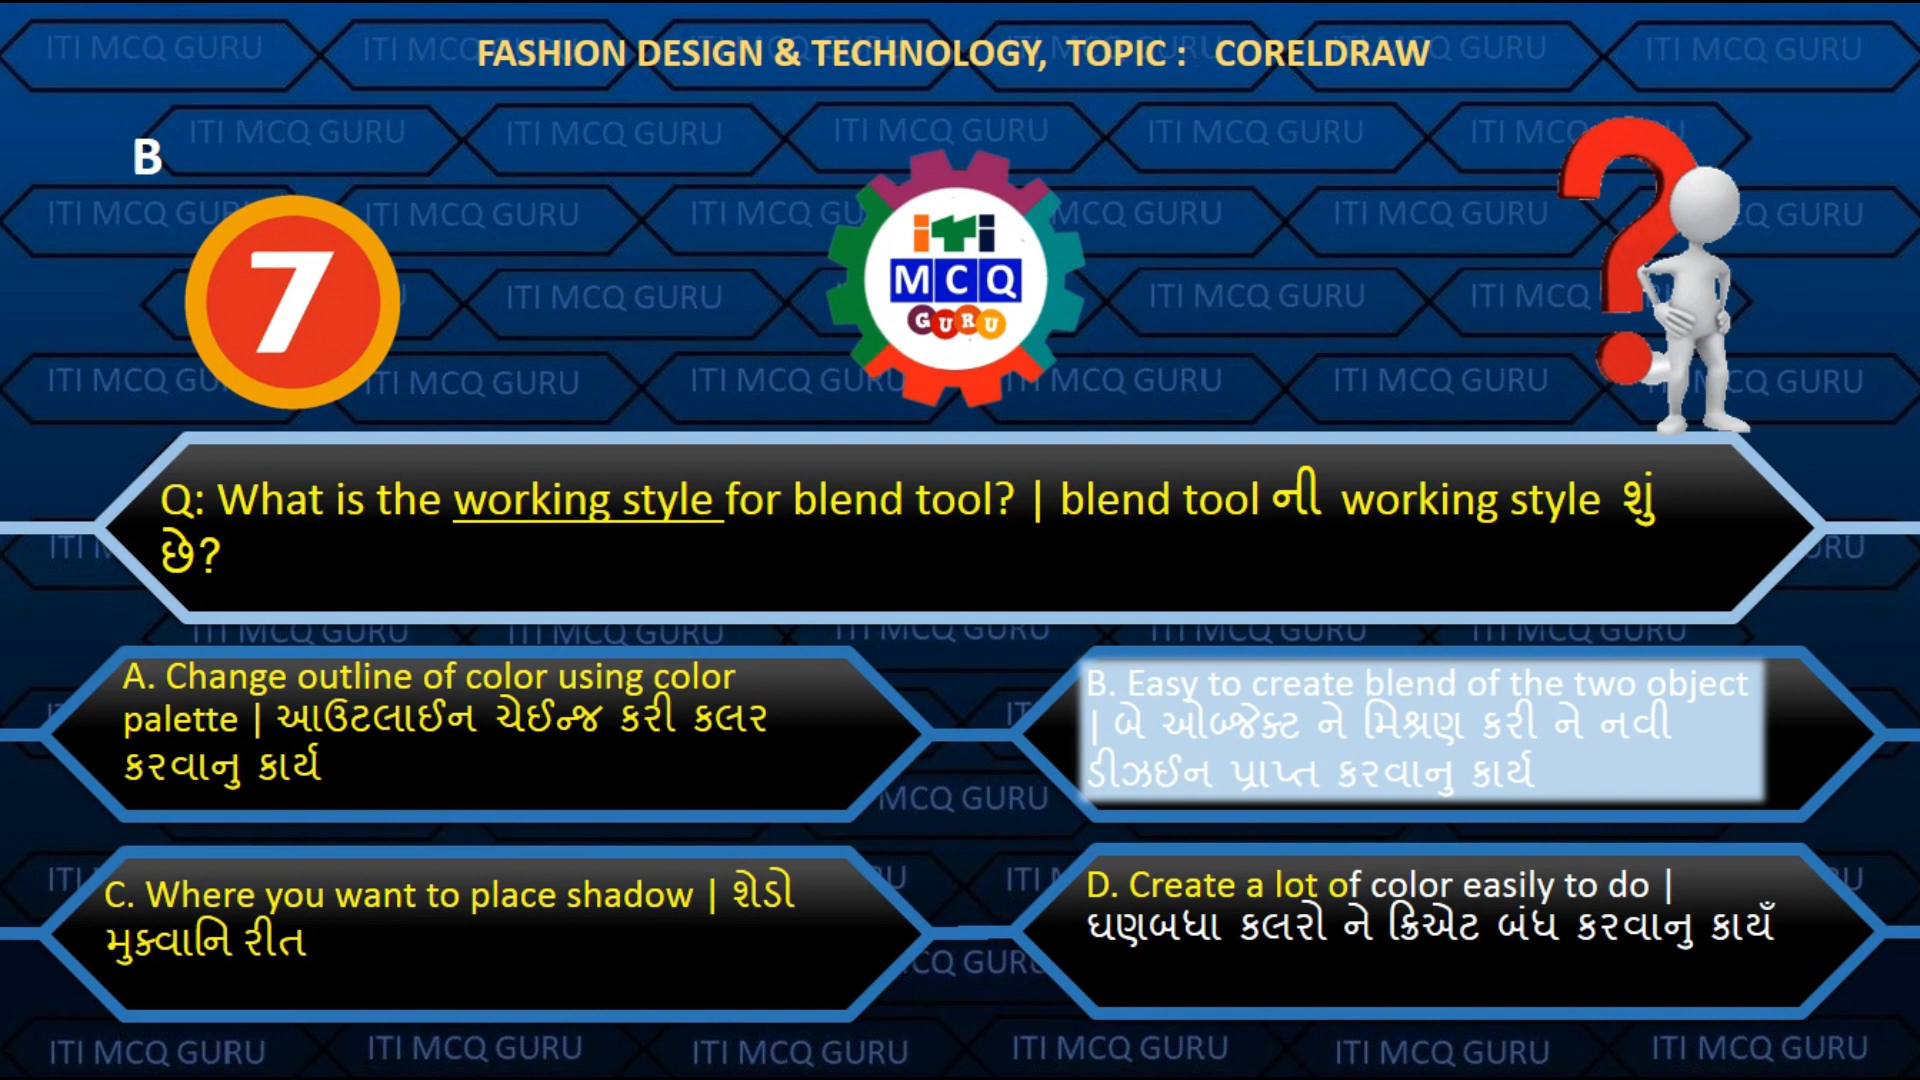 FASHION DESIGN & TECHNOLOGY, TOPIC : CORELDRAW
B
7
iTi
MCQ
GURU
Q: What is the working style for blend tool? | blend tool ની working style શું
છે?
A. Change outline of color using color
palette | આઉટલાઈન ચેઈન્જ કરી કલર
કરવાનુ કાર્ય
B. Easy to create blend of the two object
| બે ઓબ્જેક્ટ ને મિશ્રણ કરી ને નવી
ડીઝઈન પ્રાપ્ત કરવાનુ કાર્ય
C. Where you want to place shadow | શેડો
મુક્વાનિ રીત
D. Create a lot of color easily to do |
ઘણબધા કલરો ને ક્રિએટ બંધ કરવાનુ કાયઁ
ITI MCQ GURU